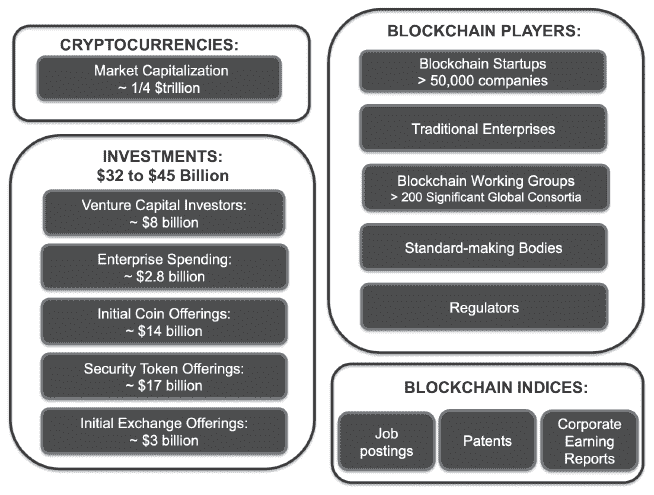 CRYPTOCURRENCIES:
Market Capitalization
~ 1/4 $trillion
INVESTMENTS:
$32 to $45 Billion
Venture Capital Investors:
~ $8 billion
Enterprise Spending:
~ $2.8 billion
Initial Coin Offerings:
~ $14 billion
Security Token Offerings:
~ $17 billion
Initial Exchange Offerings:
~ $3 billion
BLOCKCHAIN PLAYERS:
Blockchain Startups
> 50,000 companies
Traditional Enterprises
Blockchain Working Groups
> 200 Significant Global Consortia
Standard-making Bodies
Regulators
BLOCKCHAIN INDICES:
Job
postings
Patents
Corporate
Earning
Reports